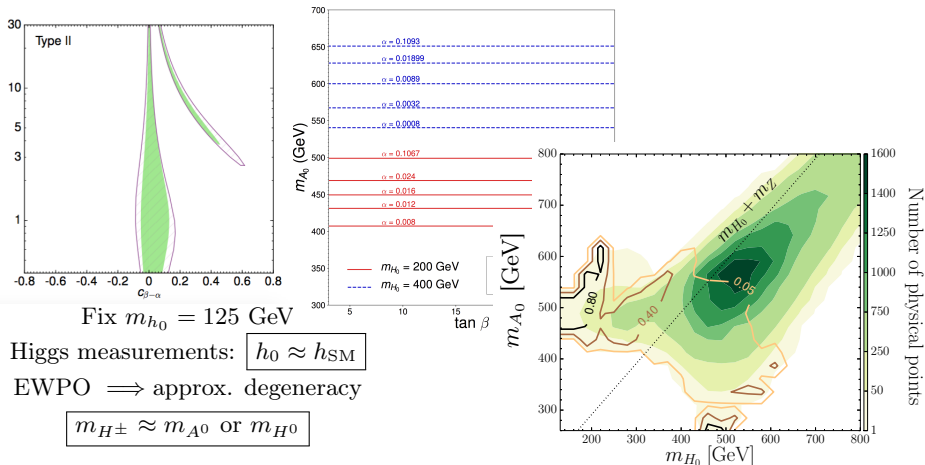 Type II
30
10
5
3
1
-0.8 -0.6 -0.4 -0.2 0 0.2 0.4 0.6 0.8
c_{β−α}
700
650
600
550
500
450
400
350
300
m_{A_0} (GeV)
α = 0.1093
α = 0.01899
α = 0.0089
α = 0.0032
α = 0.0008
α = 0.1067
α = 0.024
α = 0.016
α = 0.012
α = 0.008
m_{H_0} = 200 GeV
m_{H_0} = 400 GeV
5 10 15
tan β
800
700
600
500
400
300
m_{A_0} [GeV]
m_{H_0} + m_Z
0.80
0.40
0.05
200 300 400 500 600 700 800
m_{H_0} [GeV]
1600
1400
1250
1000
750
250
50
1
Number of physical points
Fix m_{h_0} = 125 GeV
Higgs measurements: h_0 ≈ h_SM
EWPO ⟹ approx. degeneracy
m_{H^±} ≈ m_{A^0} or m_{H^0}